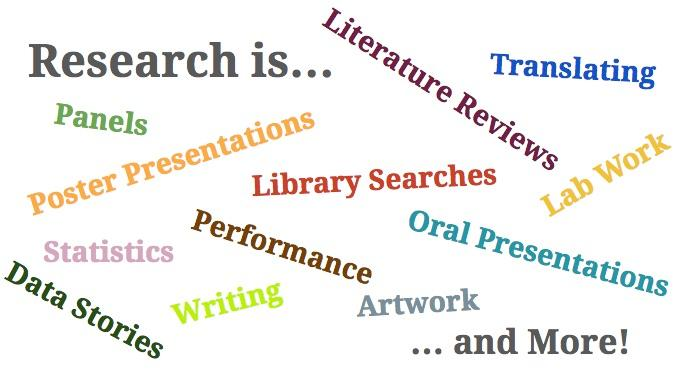 Research is...
Literature Reviews
Translating
Panels
Poster Presentations
Library Searches
Lab Work
Statistics
Performance
Oral Presentations
Data Stories
Writing
Artwork
... and More!